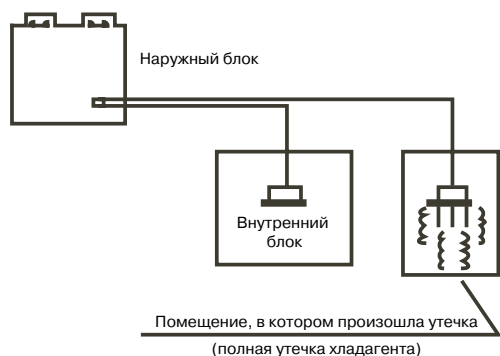 Наружный блок
Внутренний
блок
Помещение, в котором произошла утечка
(полная утечка хладагента)